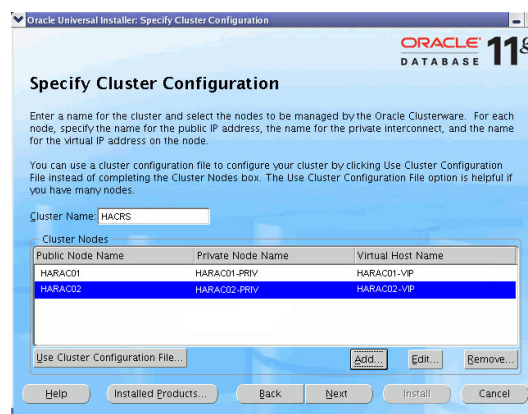 Oracle Universal Installer: Specify Cluster Configuration
ORACLE
DATABASE 11g
Specify Cluster Configuration
Enter a name for the cluster and select the nodes to be managed by the Oracle Clusterware. For each
node, specify the name for the public IP address, the name for the private interconnect, and the name
for the virtual IP address on the node.
You can use a cluster configuration file to configure your cluster by clicking Use Cluster Configuration
File instead of completing the Cluster Nodes box. The Use Cluster Configuration File option is helpful if
you have many nodes.
Cluster Name: HACRS
Cluster Nodes
Public Node Name Private Node Name Virtual Host Name
HARAC01 HARAC01-PRIV HARAC01-VIP
HARAC02 HARAC02-PRIV HARAC02-VIP
Use Cluster Configuration File... Add... Edit... Remove...
Help Installed Products... Back Next Install Cancel